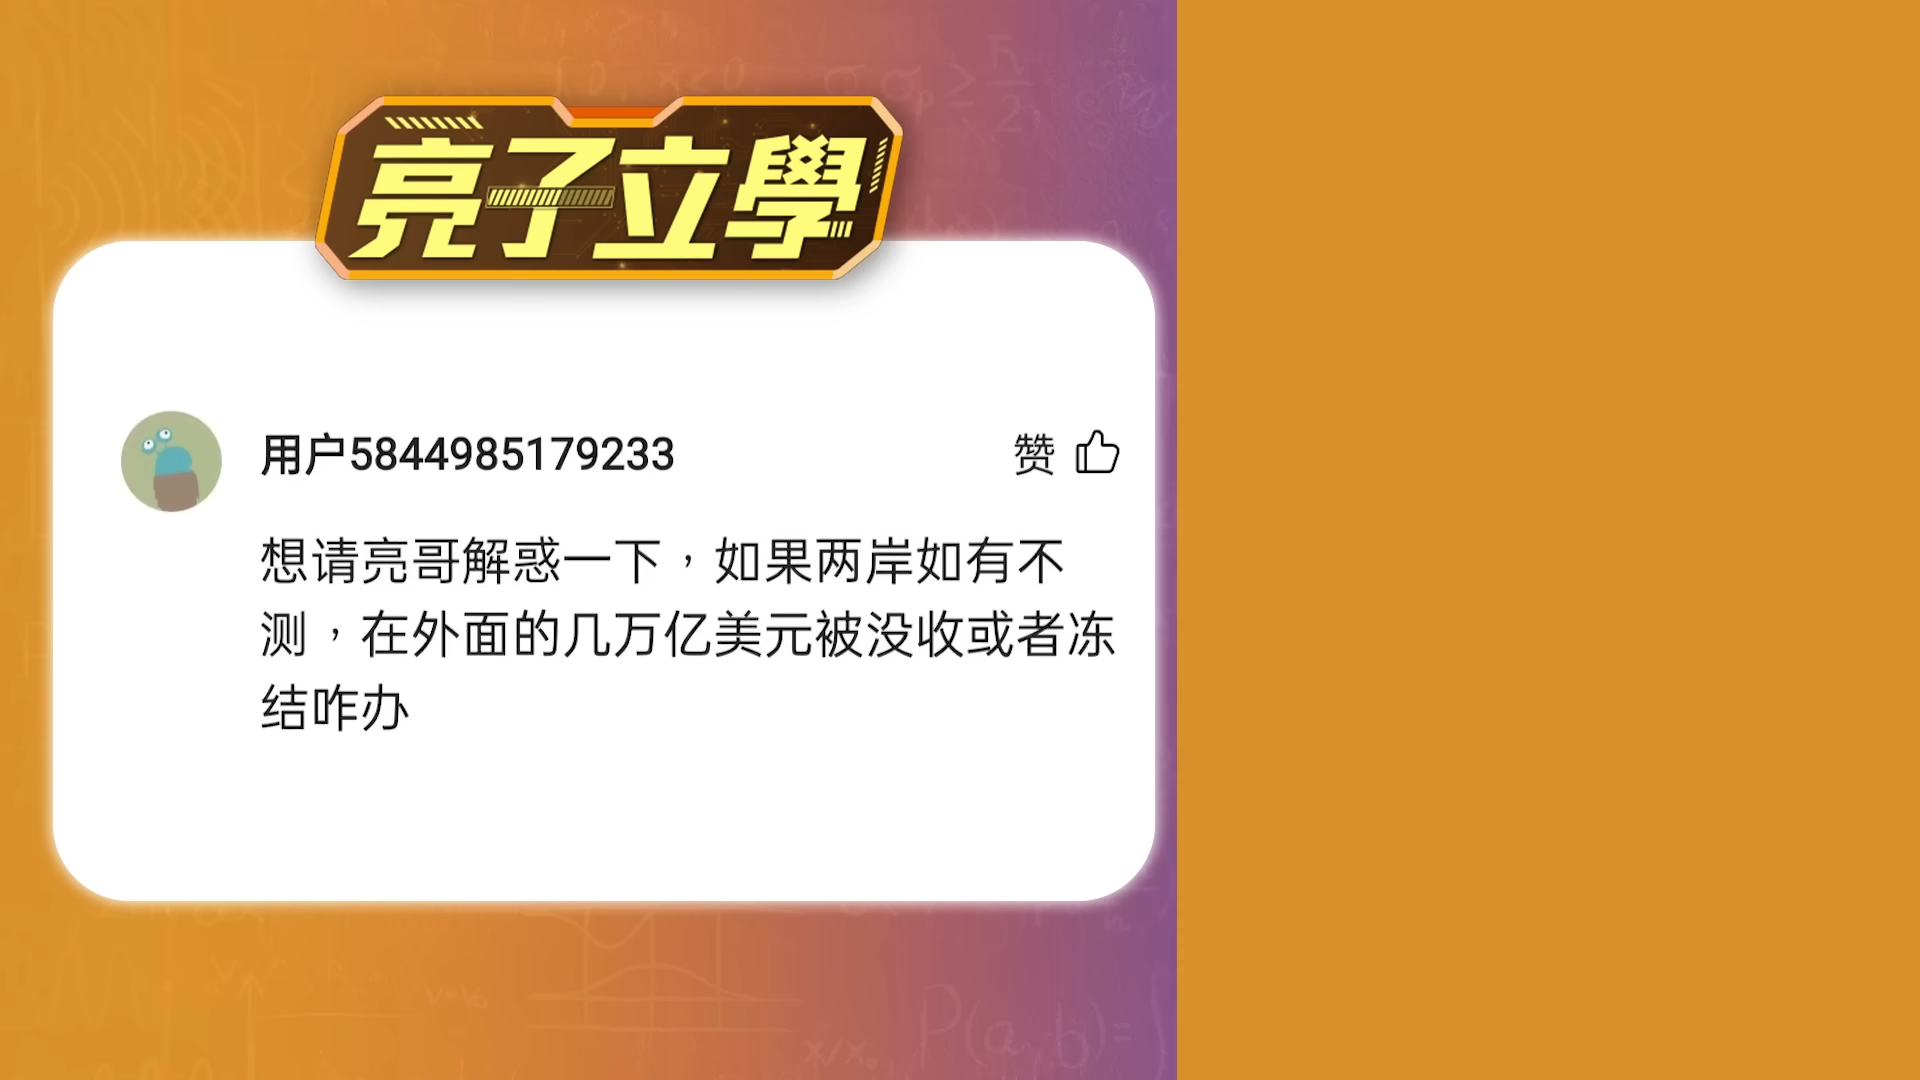 亮了立學
用户5844985179233
赞
想请亮哥解惑一下，如果两岸如有不
测，在外面的几万亿美元被没收或者冻
结咋办